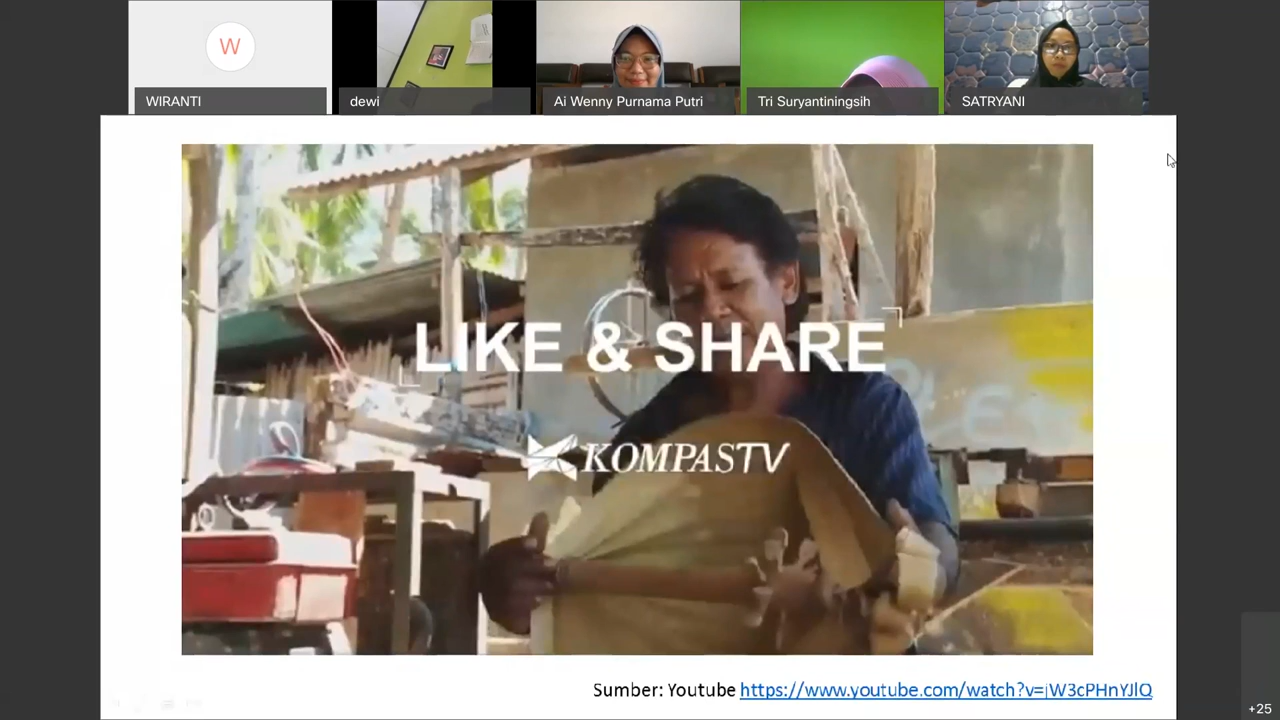 W
WIRANTI
dewi
Ai Wenny Purnama Putri
Tri Suryantiningsih
SATRYANI
LIKE & SHARE
KOMPASTV
Sumber: Youtube https://www.youtube.com/watch?v=jW3cPHnYJlQ
+25